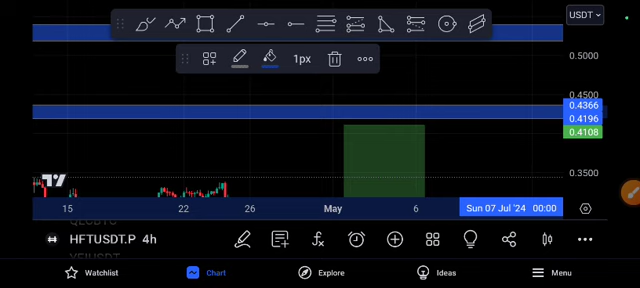 USDT
1px
0.5000
0.4500
0.4366
0.4196
0.4108
0.3500
15 22 26 May 6 Sun 07 Jul '24 00:00
HFTUSDT.P 4h
Watchlist Chart Explore Ideas Menu